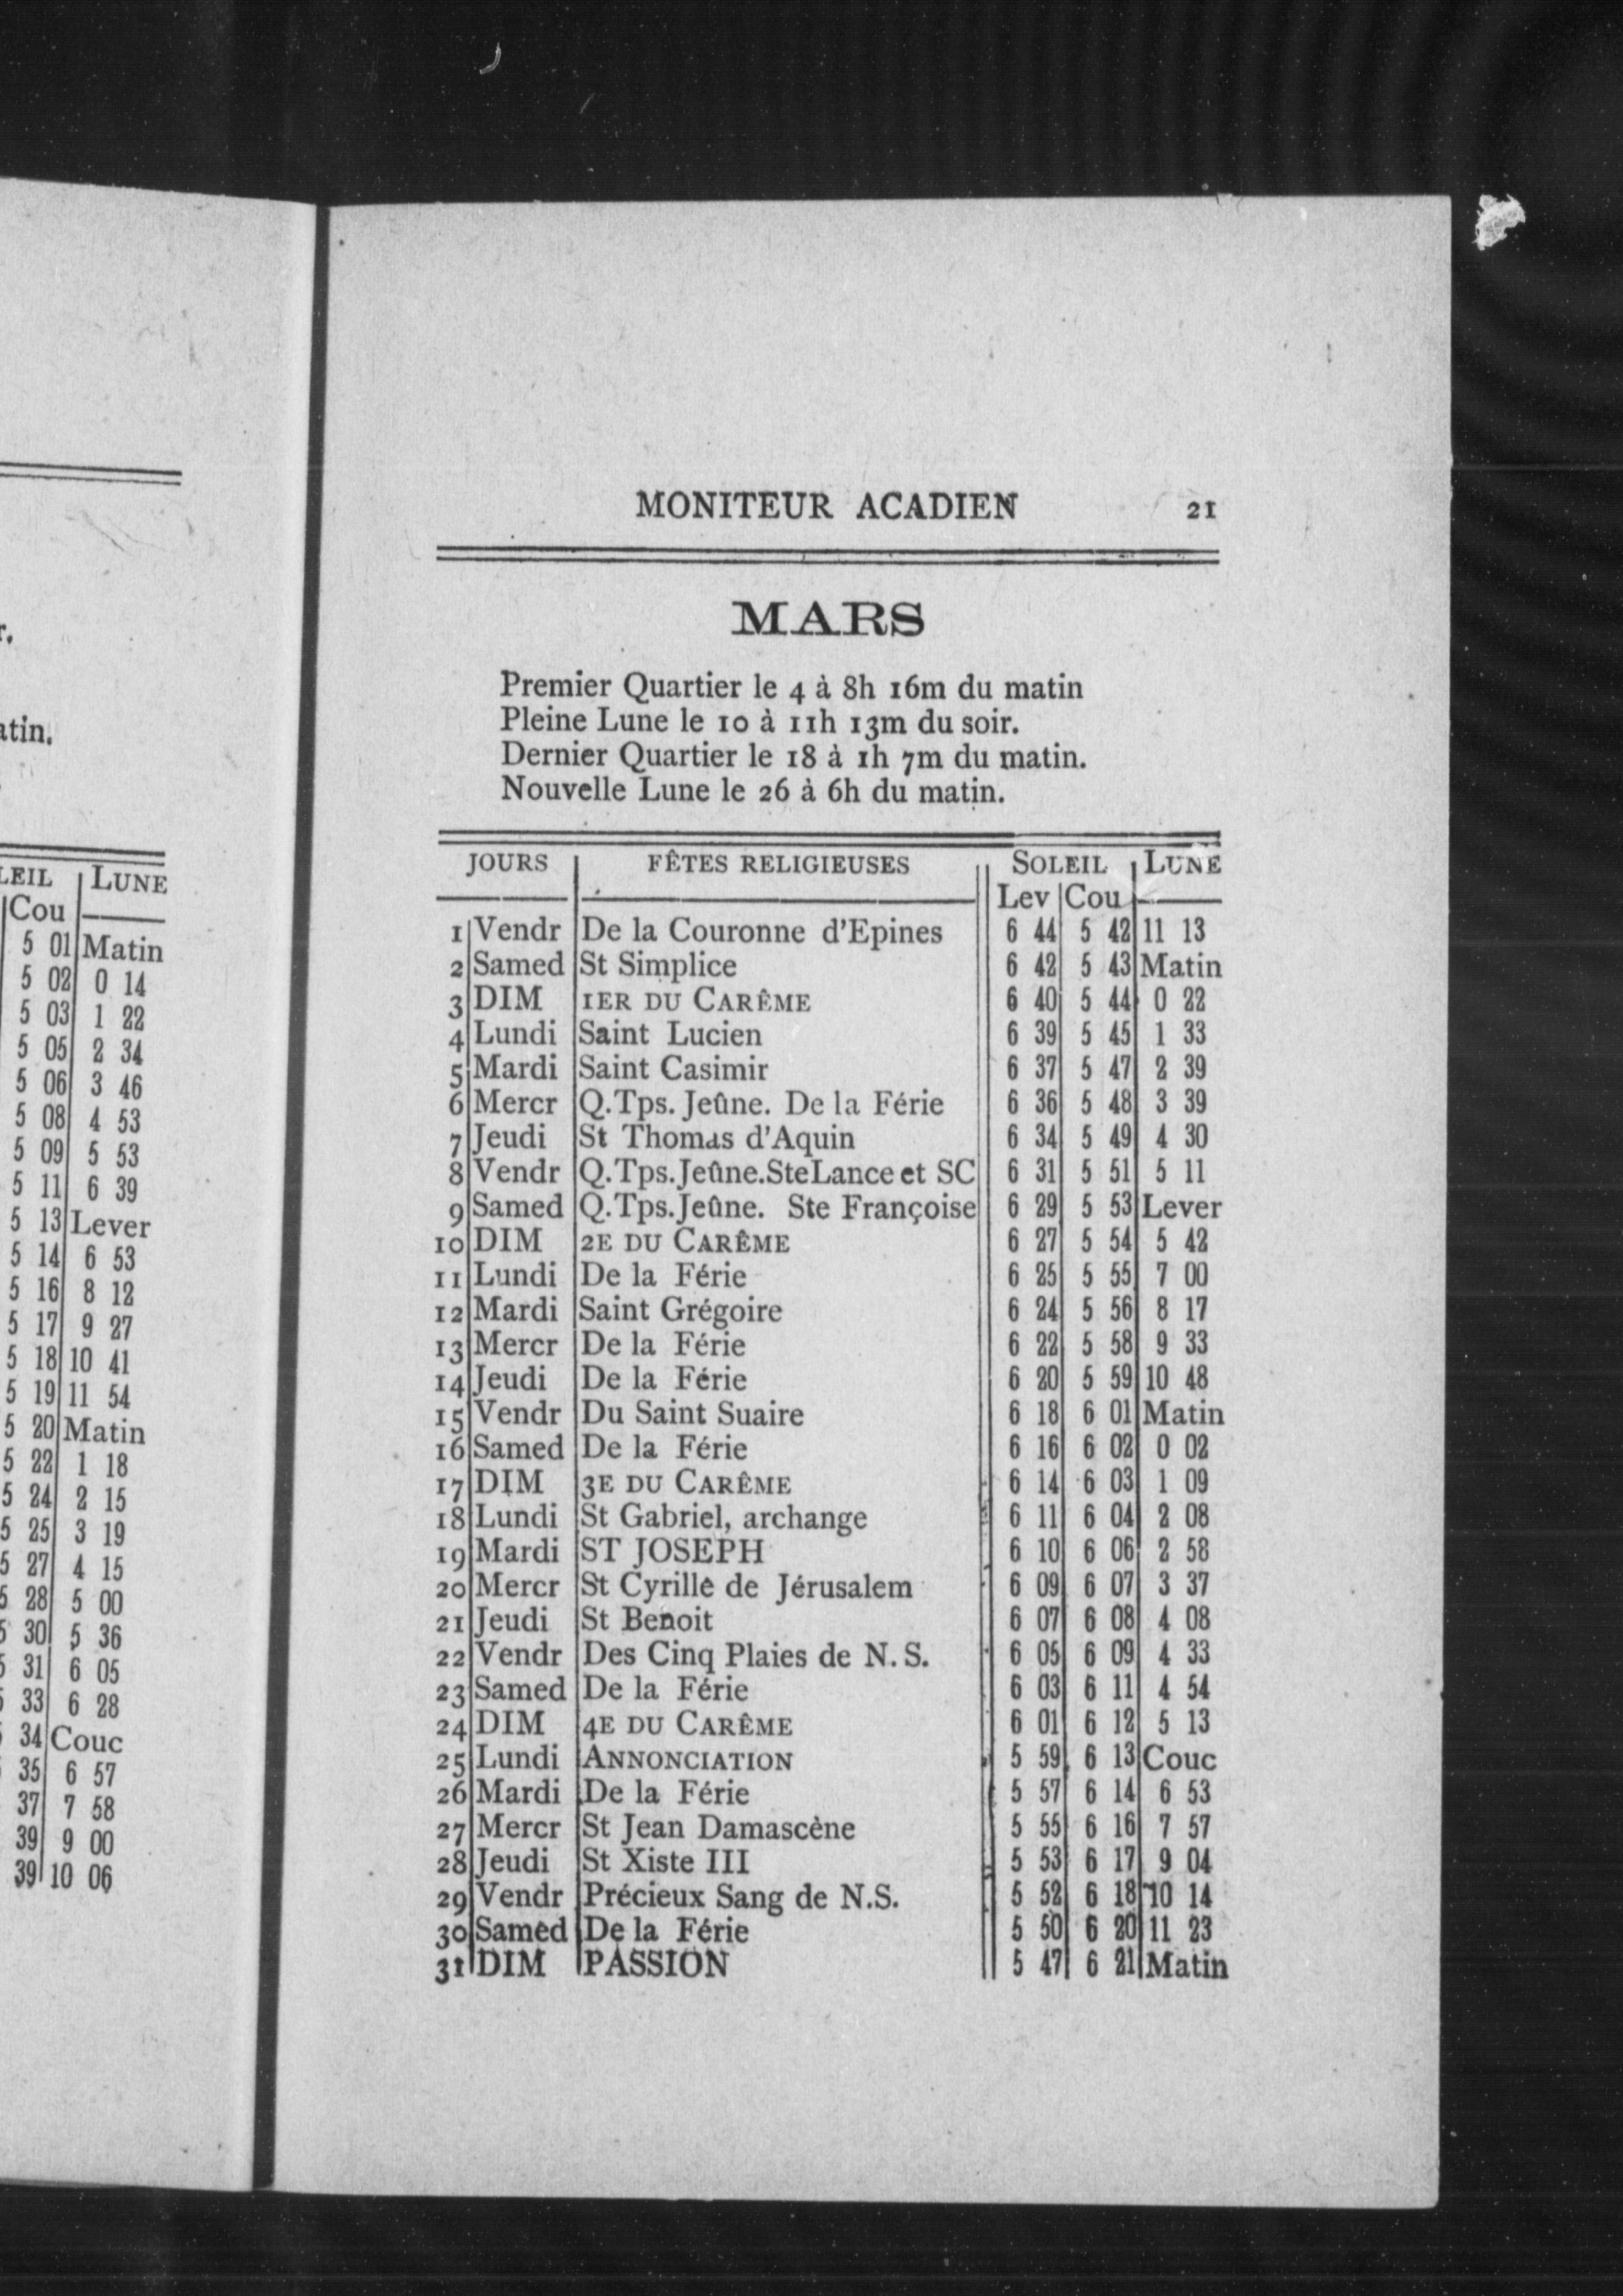 r.
atin.
LEIL LUNE
Cou
5 01 Matin
5 02 0 14
5 03 1 22
5 05 2 34
5 06 3 46
5 08 4 53
5 09 5 53
5 11 6 39
5 13 Lever
5 14 6 53
5 16 8 12
5 17 9 27
5 18 10 41
5 19 11 54
5 20 Matin
5 22 1 18
5 24 2 15
5 25 3 19
5 27 4 15
5 28 5 00
5 30 5 36
5 31 6 05
5 33 6 28
34 Couc
35 6 57
37 7 58
39 9 00
39 10 06
MONITEUR ACADIEN 21
MARS
Premier Quartier le 4 à 8h 16m du matin
Pleine Lune le 10 à 11h 13m du soir.
Dernier Quartier le 18 à 1h 7m du matin.
Nouvelle Lune le 26 à 6h du matin.
JOURS FÊTES RELIGIEUSES SOLEIL LUNE
Lev Cou
1 Vendr De la Couronne d'Epines 6 44 5 42 11 13
2 Samed St Simplice 6 42 5 43 Matin
3 DIM 1ER DU CARÊME 6 40 5 44 0 22
4 Lundi Saint Lucien 6 39 5 45 1 33
5 Mardi Saint Casimir 6 37 5 47 2 39
6 Mercr Q.Tps. Jeûne. De la Férie 6 36 5 48 3 39
7 Jeudi St Thomas d'Aquin 6 34 5 49 4 30
8 Vendr Q.Tps.Jeûne.SteLance et SC 6 31 5 51 5 11
9 Samed Q.Tps.Jeûne. Ste Françoise 6 29 5 53 Lever
10 DIM 2E DU CARÊME 6 27 5 54 5 42
11 Lundi De la Férie 6 25 5 55 7 00
12 Mardi Saint Grégoire 6 24 5 56 8 17
13 Mercr De la Férie 6 22 5 58 9 33
14 Jeudi De la Férie 6 20 5 59 10 48
15 Vendr Du Saint Suaire 6 18 6 01 Matin
16 Samed De la Férie 6 16 6 02 0 02
17 DIM 3E DU CARÊME 6 14 6 03 1 09
18 Lundi St Gabriel, archange 6 11 6 04 2 08
19 Mardi ST JOSEPH 6 10 6 06 2 58
20 Mercr St Cyrille de Jérusalem 6 09 6 07 3 37
21 Jeudi St Benoit 6 07 6 08 4 08
22 Vendr Des Cinq Plaies de N. S. 6 05 6 09 4 33
23 Samed De la Férie 6 03 6 11 4 54
24 DIM 4E DU CARÊME 6 01 6 12 5 13
25 Lundi ANNONCIATION 5 59 6 13 Couc
26 Mardi De la Férie 5 57 6 14 6 53
27 Mercr St Jean Damascène 5 55 6 16 7 57
28 Jeudi St Xiste III 5 53 6 17 9 04
29 Vendr Précieux Sang de N.S. 5 52 6 18 10 14
30 Samed De la Férie 5 50 6 20 11 23
31 DIM PASSION 5 47 6 21 Matin